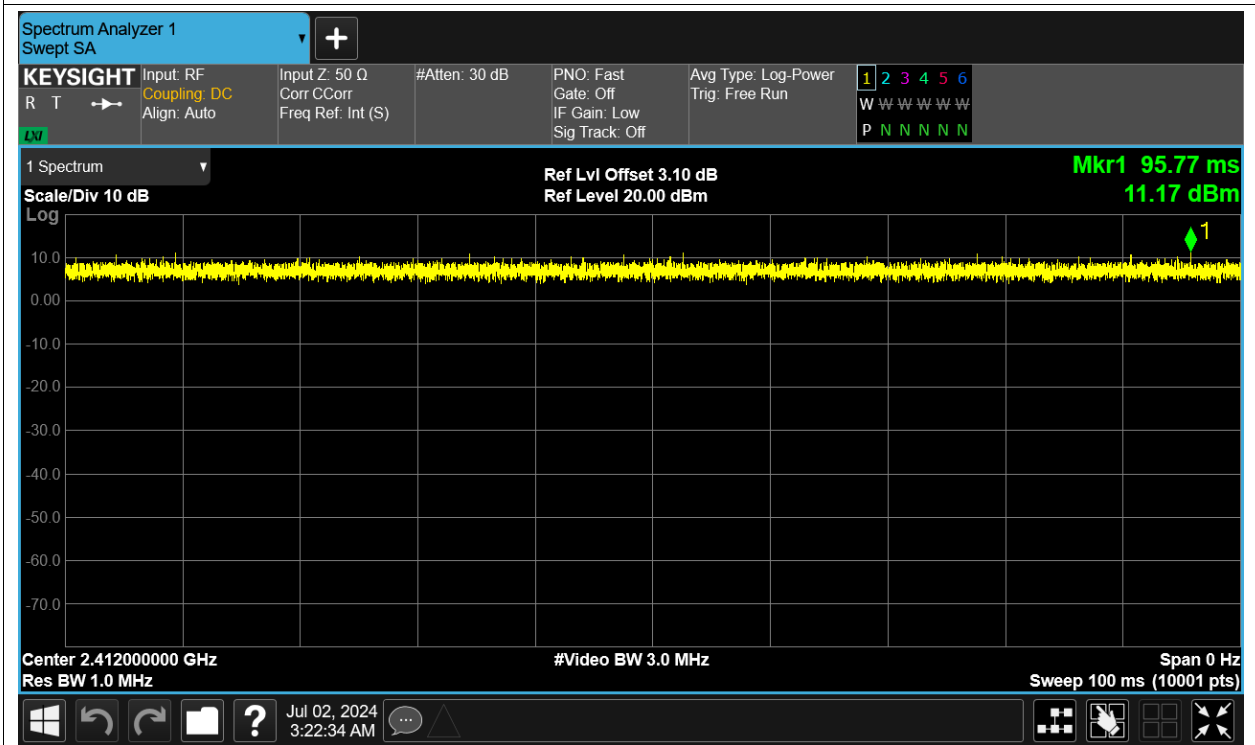 Spectrum Analyzer 1
Swept SA
+
KEYSIGHT
R T
LXI
Input: RF
Coupling: DC
Align: Auto
Input Z: 50 Ω
Corr CCorr
Freq Ref: Int (S)
#Atten: 30 dB
PNO: Fast
Gate: Off
IF Gain: Low
Sig Track: Off
Avg Type: Log-Power
Trig: Free Run
1 2 3 4 5 6
W W W W W W
P N N N N N
1 Spectrum
Scale/Div 10 dB
Ref Lvl Offset 3.10 dB
Ref Level 20.00 dBm
Mkr1 95.77 ms
11.17 dBm
Log
1
10.0
0.00
-10.0
-20.0
-30.0
-40.0
-50.0
-60.0
-70.0
Center 2.412000000 GHz
#Video BW 3.0 MHz
Span 0 Hz
Res BW 1.0 MHz
Sweep 100 ms (10001 pts)
?
Jul 02, 2024
3:22:34 AM